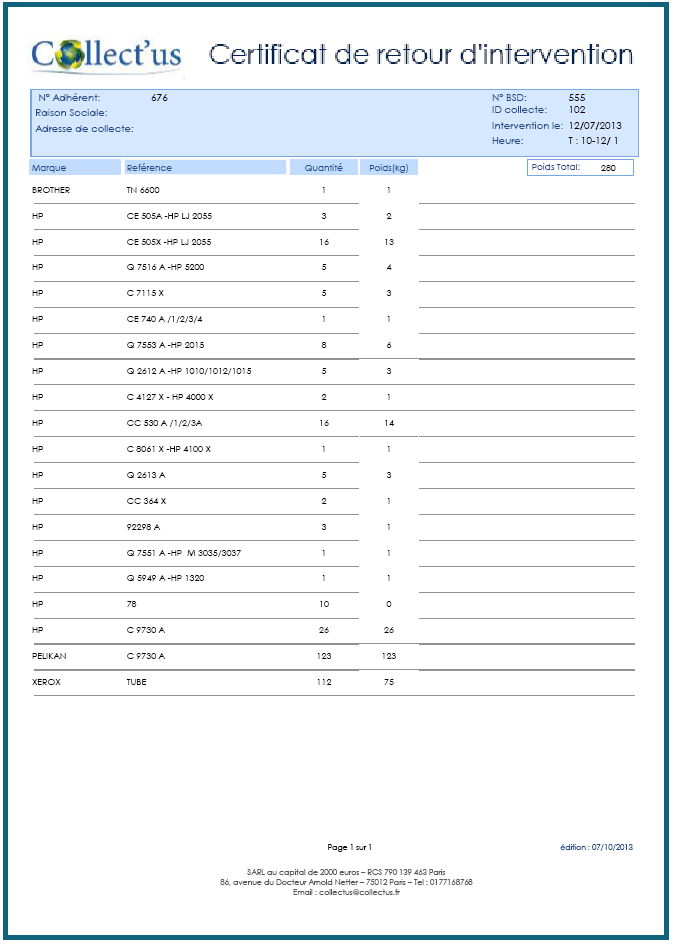 Collect'us Certificat de retour d'intervention
N° Adhérent: 676 N° BSD: 555
Raison Sociale: ID collecte: 102
Adresse de collecte: Intervention le: 12/07/2013
Heure: T : 10-12/ 1
Marque Reférence Quantité Poids(kg) Poids Total: 280
BROTHER TN 6600 1 1
HP CE 505A -HP LJ 2055 3 2
HP CE 505X -HP LJ 2055 16 13
HP Q 7516 A -HP 5200 5 4
HP C 7115 X 5 3
HP CE 740 A /1/2/3/4 1 1
HP Q 7553 A -HP 2015 8 6
HP Q 2612 A -HP 1010/1012/1015 5 3
HP C 4127 X - HP 4000 X 2 1
HP CC 530 A /1/2/3A 16 14
HP C 8061 X -HP 4100 X 1 1
HP Q 2613 A 5 3
HP CC 364 X 2 1
HP 92298 A 3 1
HP Q 7551 A -HP M 3035/3037 1 1
HP Q 5949 A -HP 1320 1 1
HP 78 10 0
HP C 9730 A 26 26
PELIKAN C 9730 A 123 123
XEROX TUBE 112 75
Page 1 sur 1 édition : 07/10/2013
SARL au capital de 2000 euros – RCS 790 139 463 Paris
86, avenue du Docteur Arnold Netter – 75012 Paris – Tel : 0177168768
Email : collectus@collectus.fr